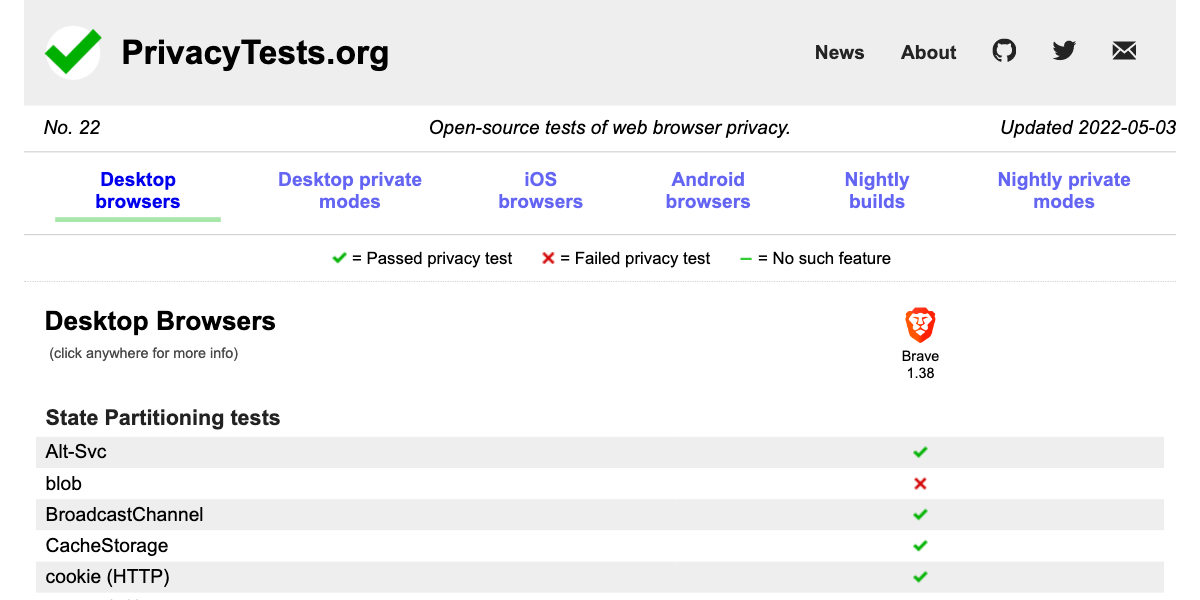 PrivacyTests.org
News About
No. 22 Open-source tests of web browser privacy. Updated 2022-05-03
Desktop browsers Desktop private modes iOS browsers Android browsers Nightly builds Nightly private modes
= Passed privacy test = Failed privacy test = No such feature
Desktop Browsers
(click anywhere for more info)
Brave
1.38
State Partitioning tests
Alt-Svc
blob
BroadcastChannel
CacheStorage
cookie (HTTP)